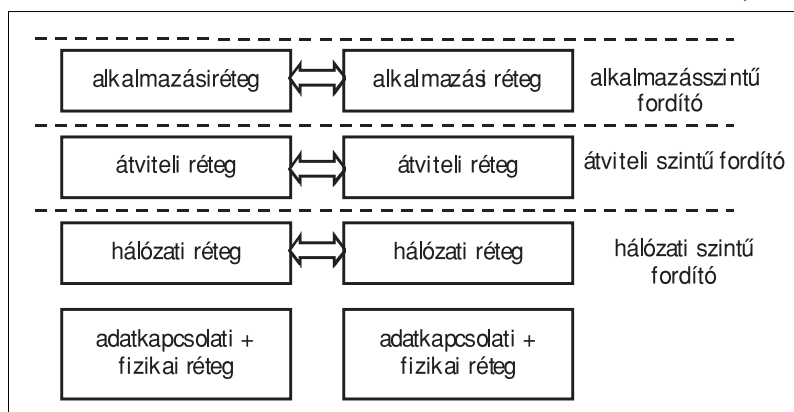 alkalmazásiréteg
alkalmazási réteg
alkalmazásszintű
fordító
átviteli réteg
átviteli réteg
átviteli szintű fordító
hálózati réteg
hálózati réteg
hálózati szintű
fordító
adatkapcsolati +
fizikai réteg
adatkapcsolati +
fizikai réteg